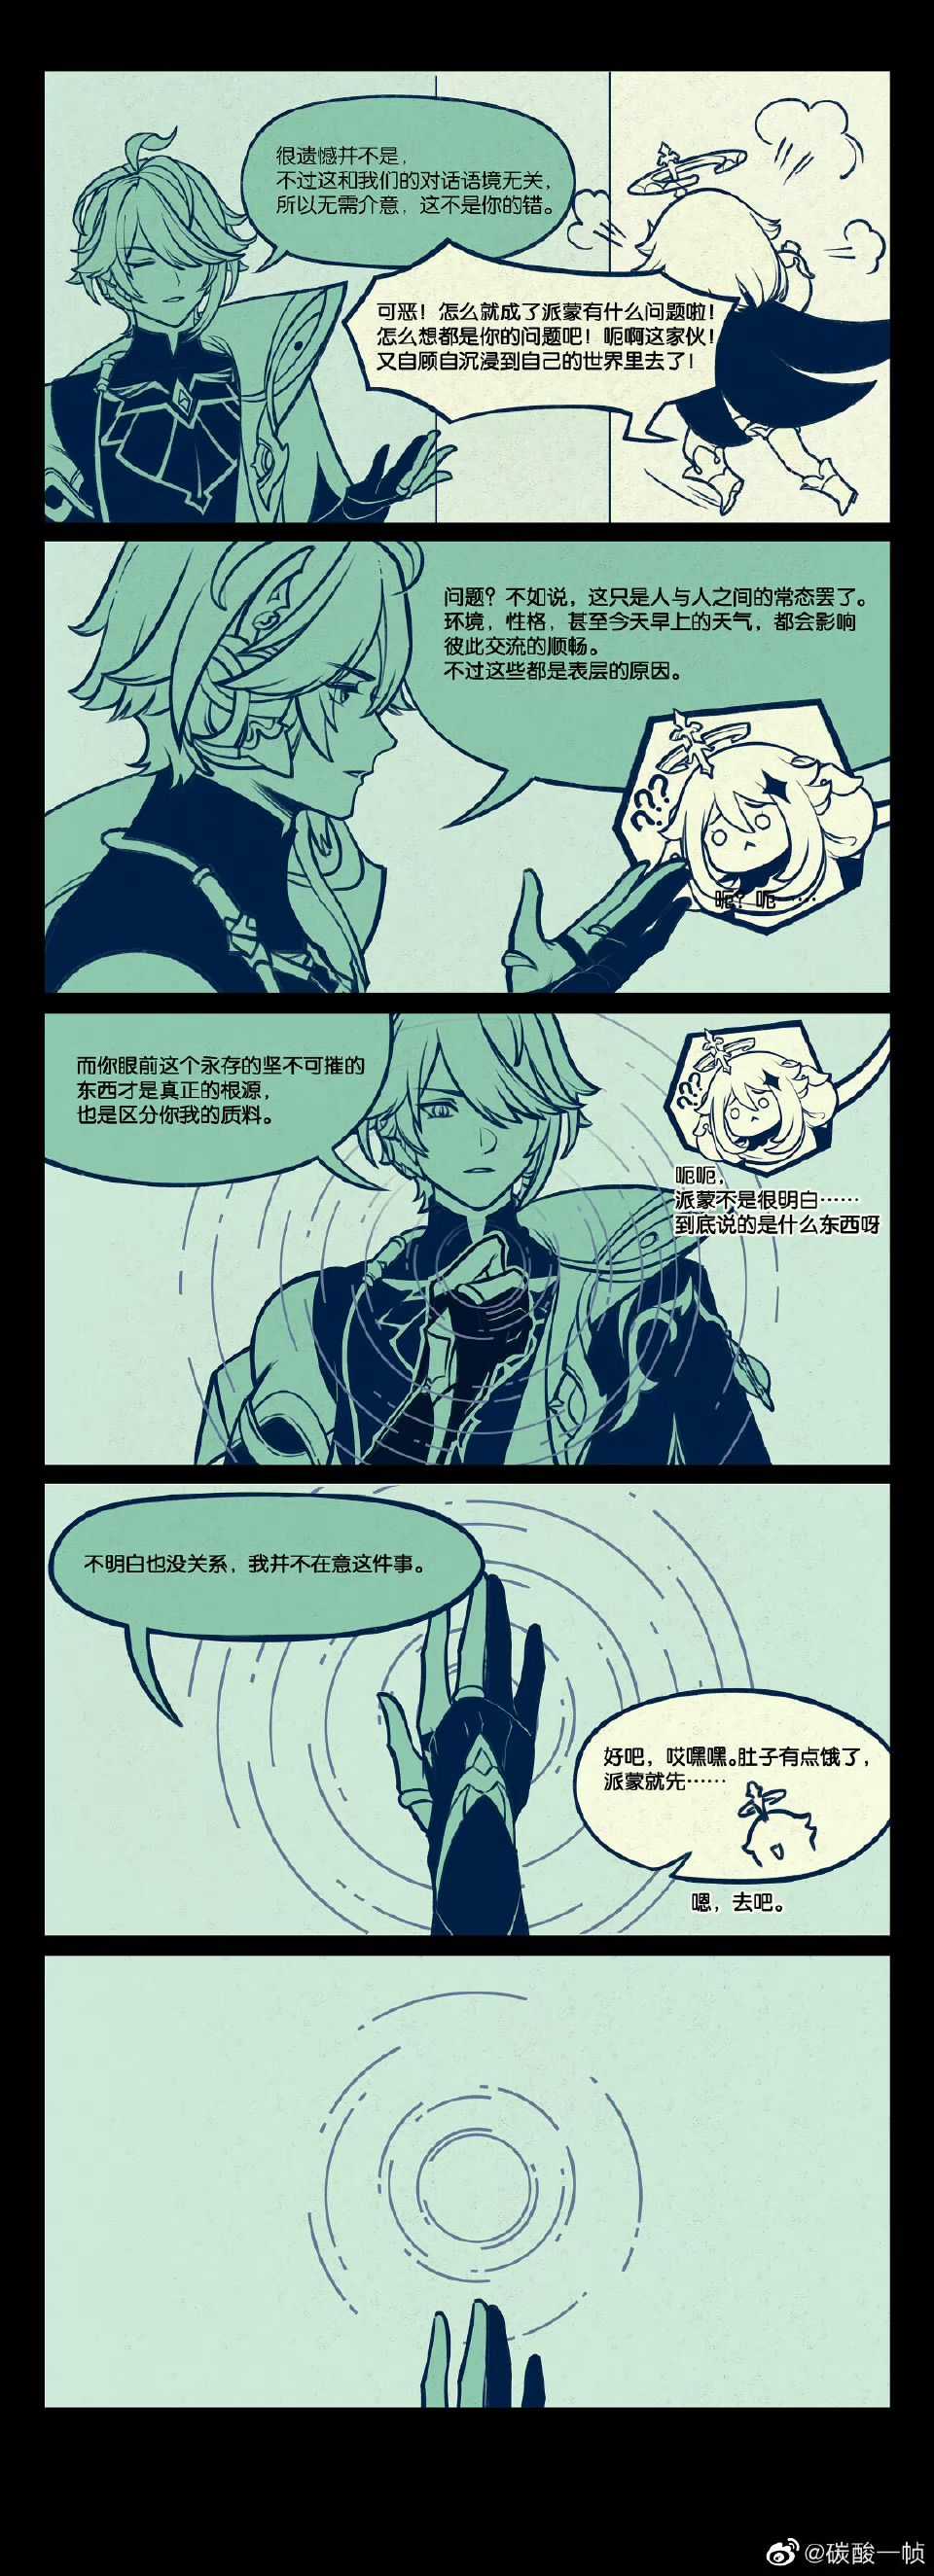 很遗憾并不是，
不过这和我们的对话语境无关，
所以无需介意，这不是你的错。
可恶！怎么就成了派蒙有什么问题啦！
怎么想都是你的问题吧！呃啊这家伙！
又自顾自沉浸到自己的世界里去了！
问题？不如说，这只是人与人之间的常态罢了。
环境，性格，甚至今天早上的天气，都会影响
彼此交流的顺畅。
不过这些都是表层的原因。
???
呃？呃……
而你眼前这个永存的坚不可摧的
东西才是真正的根源，
也是区分你我的质料。
???
呃呃，
派蒙不是很明白……
到底说的是什么东西呀
不明白也没关系，我并不在意这件事。
好吧，哎嘿嘿。肚子有点饿了，
派蒙就先……
嗯，去吧。
@碳酸一帧